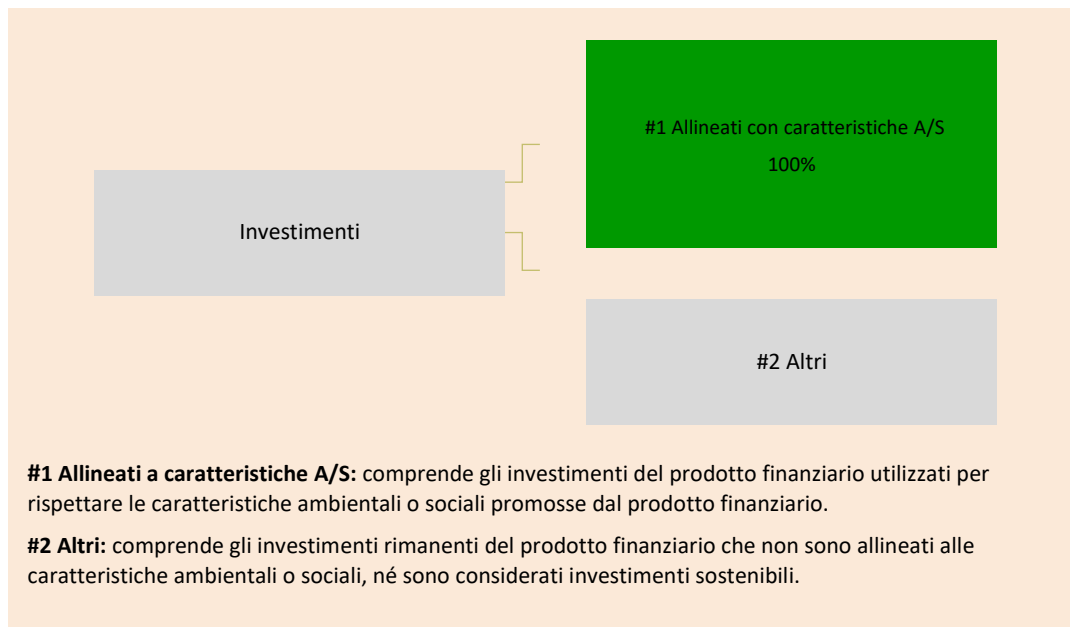 #1 Allineati con caratteristiche A/S
100%
Investimenti
#2 Altri
#1 Allineati a caratteristiche A/S: comprende gli investimenti del prodotto finanziario utilizzati per
rispettare le caratteristiche ambientali o sociali promosse dal prodotto finanziario.
#2 Altri: comprende gli investimenti rimanenti del prodotto finanziario che non sono allineati alle
caratteristiche ambientali o sociali, né sono considerati investimenti sostenibili.